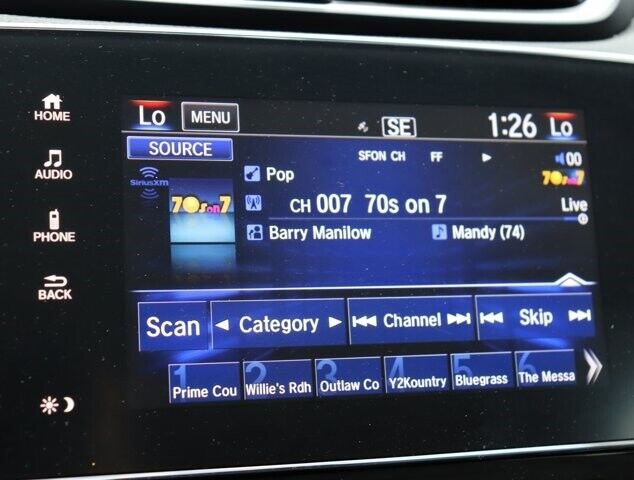 HOME
AUDIO
PHONE
BACK
Lo MENU SE 1:26 Lo
SOURCE SFON CH FF 00
SiriusXM Pop 70s on 7
70s on 7 CH 007 70s on 7 Live
Barry Manilow Mandy (74)
Scan Category Channel Skip
1 2 3 4 5 6
Prime Cou Willie's Rdh Outlaw Co Y2Kountry Bluegrass The Messa